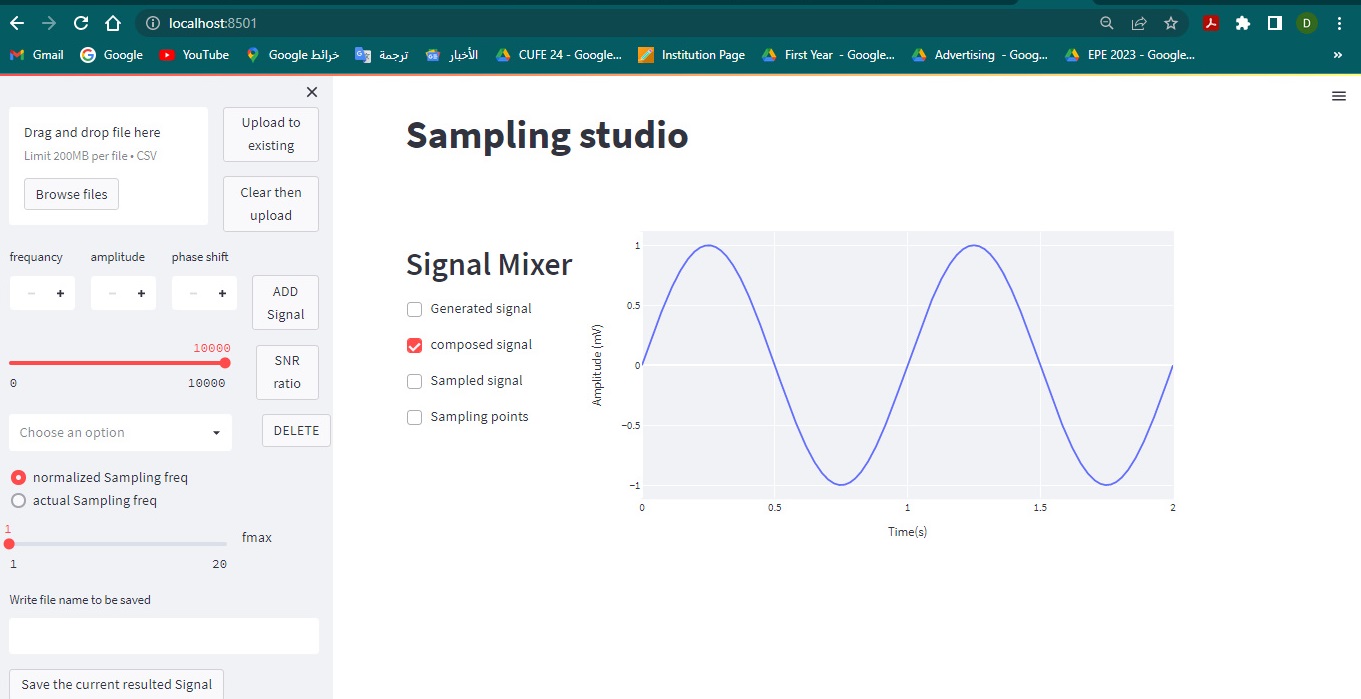 localhost:8501
D
Gmail
Google
YouTube
خرائط Google
ترجمة
الأخبار
CUFE 24 - Google...
Institution Page
First Year - Google...
Advertising - Goog...
EPE 2023 - Google...
»
Drag and drop file here
Limit 200MB per file • CSV
Browse files
Upload to
existing
Clear then
upload
frequancy
amplitude
phase shift
ADD
Signal
10000
0
10000
SNR
ratio
Choose an option
DELETE
normalized Sampling freq
actual Sampling freq
1
1
20
fmax
Write file name to be saved
Save the current resulted Signal
Sampling studio
Signal Mixer
Generated signal
composed signal
Sampled signal
Sampling points
Amplitude (mV)
1
0.5
0
−0.5
−1
0
0.5
1
1.5
2
Time(s)